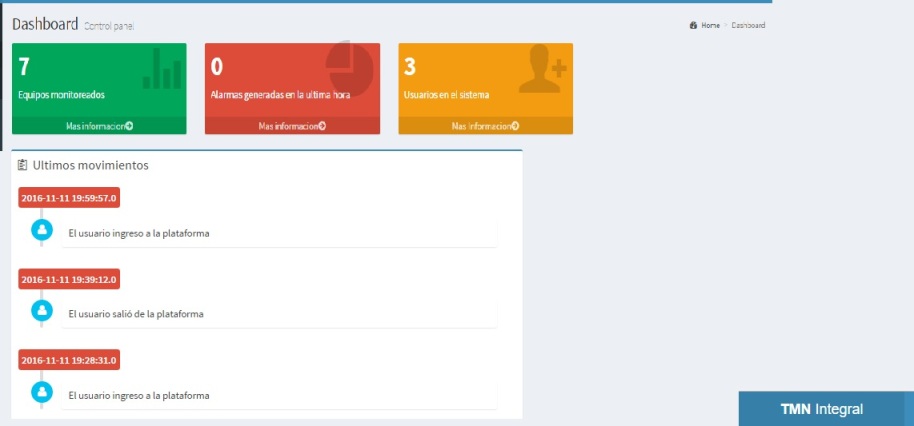 Dashboard Control panel
Home > Dashboard
7
Equipos monitoreados
Mas informacion
0
Alarmas generadas en la ultima hora
Mas informacion
3
Usuarios en el sistema
Mas informacion
Ultimos movimientos
2016-11-11 19:59:57.0
El usuario ingreso a la plataforma
2016-11-11 19:39:12.0
El usuario salió de la plataforma
2016-11-11 19:28:31.0
El usuario ingreso a la plataforma
TMN Integral